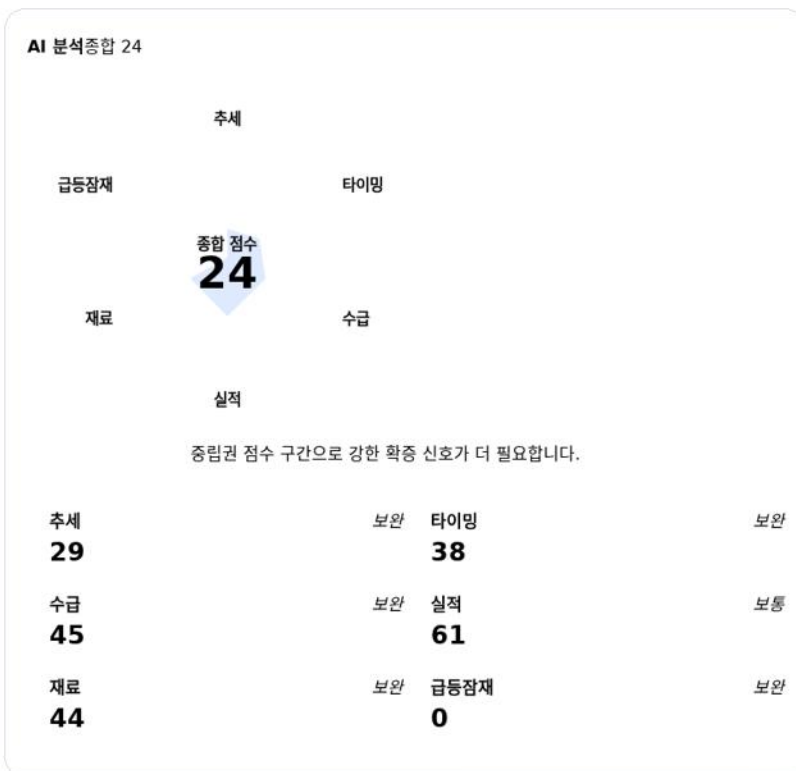 AI 분석종합 24
추세
급등잠재 타이밍
종합 점수
24
재료 수급
실적
중립권 점수 구간으로 강한 확증 신호가 더 필요합니다.
추세 보완 타이밍 보완
29 38
수급 보완 실적 보통
45 61
재료 보완 급등잠재 보완
44 0